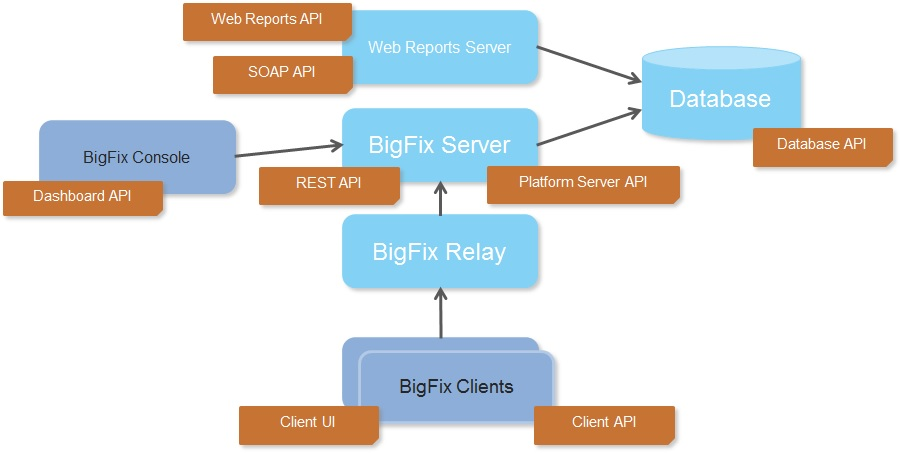 Web Reports API
Web Reports Server
SOAP API
Database
BigFix Console
BigFix Server
Database API
Dashboard API
REST API
Platform Server API
BigFix Relay
BigFix Clients
Client UI
Client API